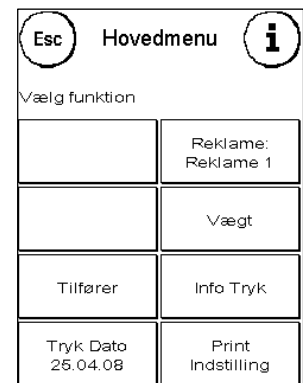 Esc Hovedmenu i
Vælg funktion
Reklame:
Reklame 1
Vægt
Tilfører Info Tryk
Tryk Dato Print
25.04.08 Indstilling